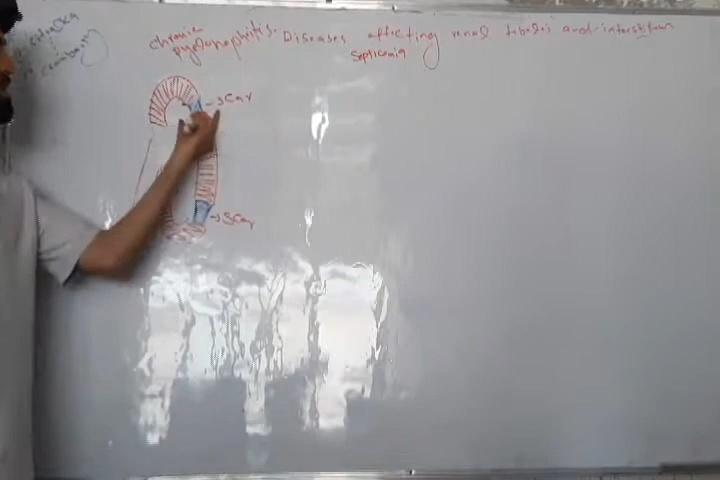 chronic
pyelonephritis. Diseases affecting renal tubules and interstitium
septicemia
→ scar
→ scar